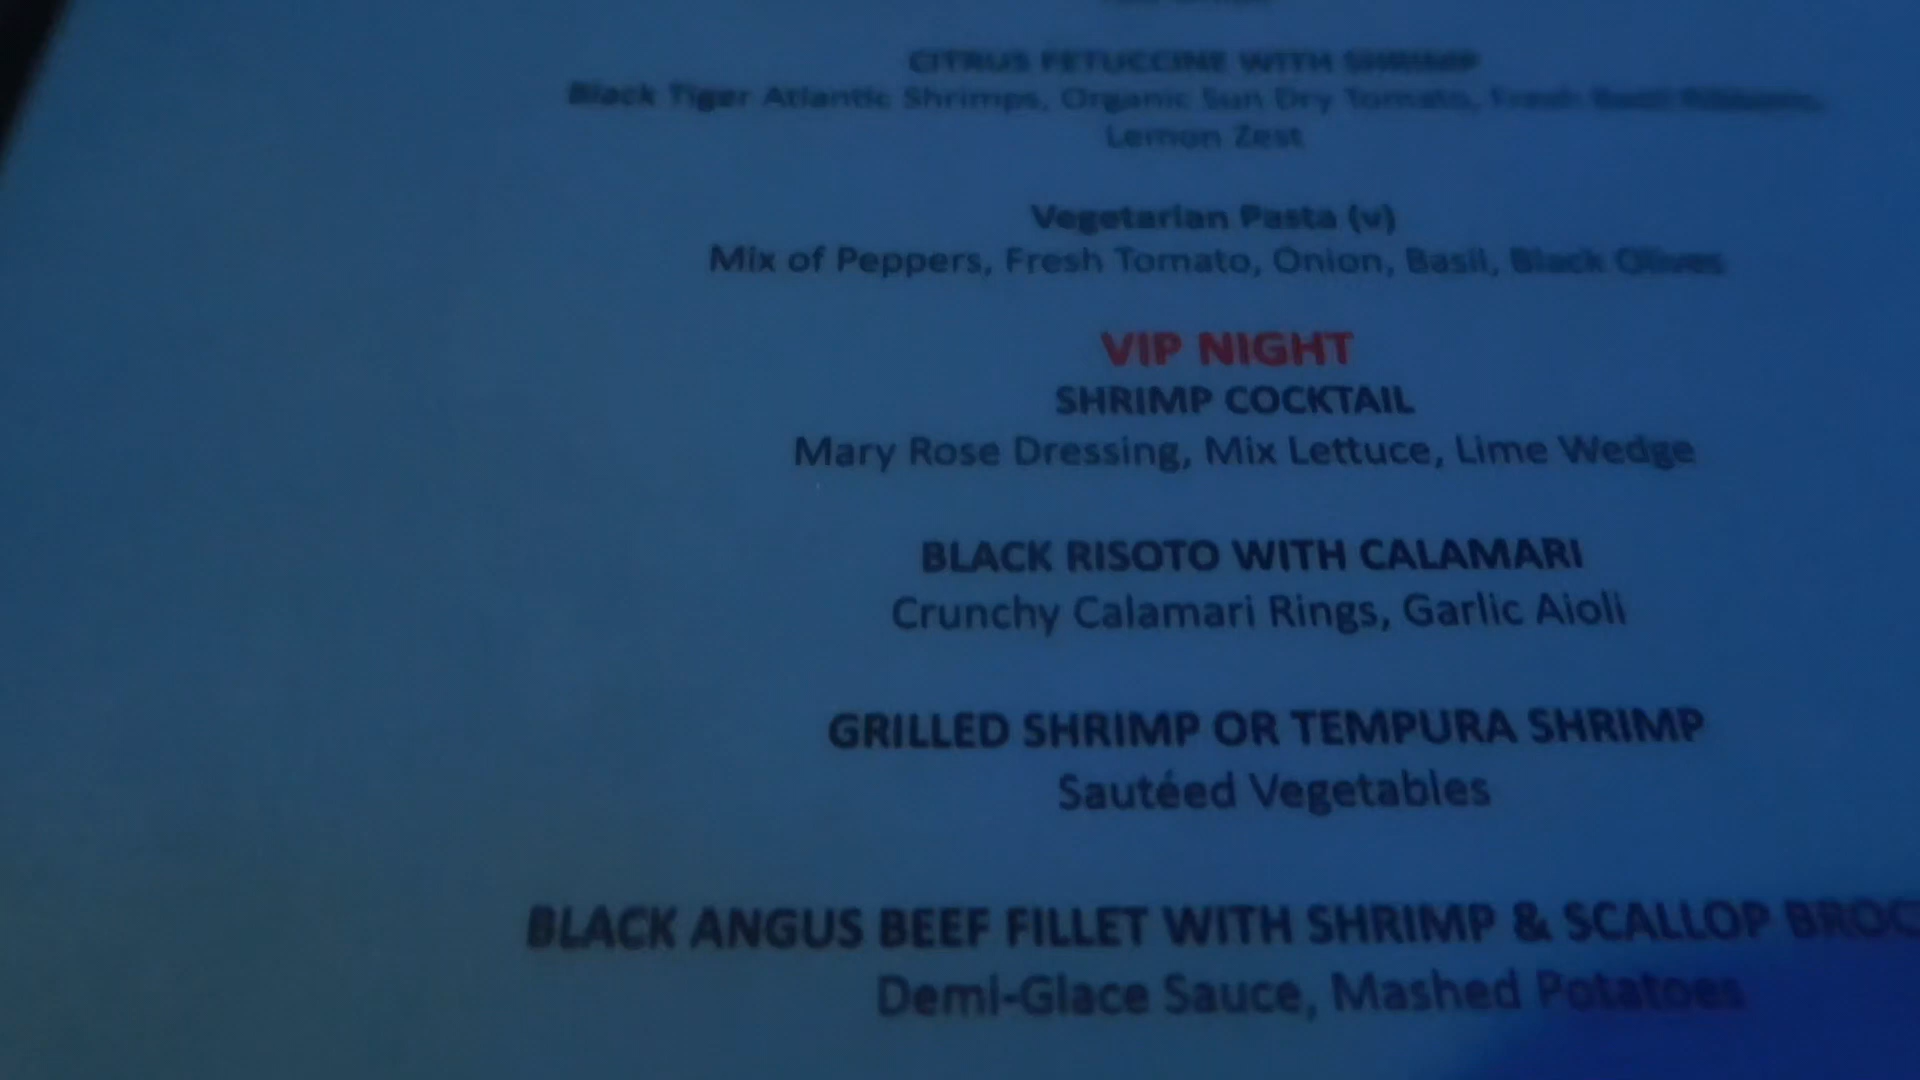 CITRUS FETUCCINE WITH SHRIMP
Black Tiger Atlantic Shrimps, Organic Sun Dry Tomato, Fresh Basil
Lemon Zest
Vegetarian Pasta (v)
Mix of Peppers, Fresh Tomato, Onion, Basil, Black Olives
VIP NIGHT
SHRIMP COCKTAIL
Mary Rose Dressing, Mix Lettuce, Lime Wedge
BLACK RISOTO WITH CALAMARI
Crunchy Calamari Rings, Garlic Aioli
GRILLED SHRIMP OR TEMPURA SHRIMP
Sautéed Vegetables
BLACK ANGUS BEEF FILLET WITH SHRIMP & SCALLOP
Demi-Glace Sauce, Mashed Potatoes